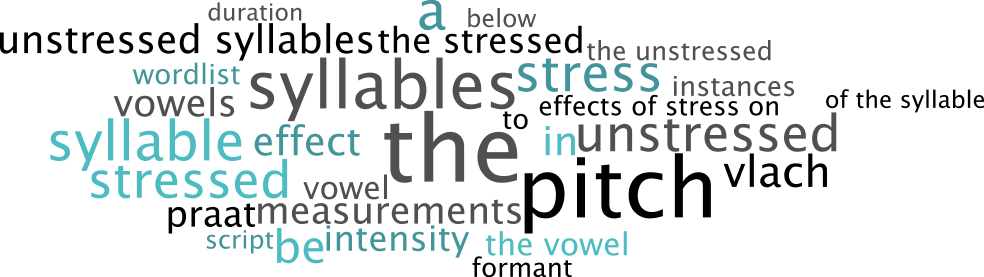 duration
a
below
unstressed syllables
the stressed
the unstressed
wordlist
syllables
stress
instances
vowels
effects of stress on
of the syllable
to
syllable
effect
the
in
unstressed
stressed
vowel
pitch
vlach
praat
measurements
script
be
intensity
the vowel
formant